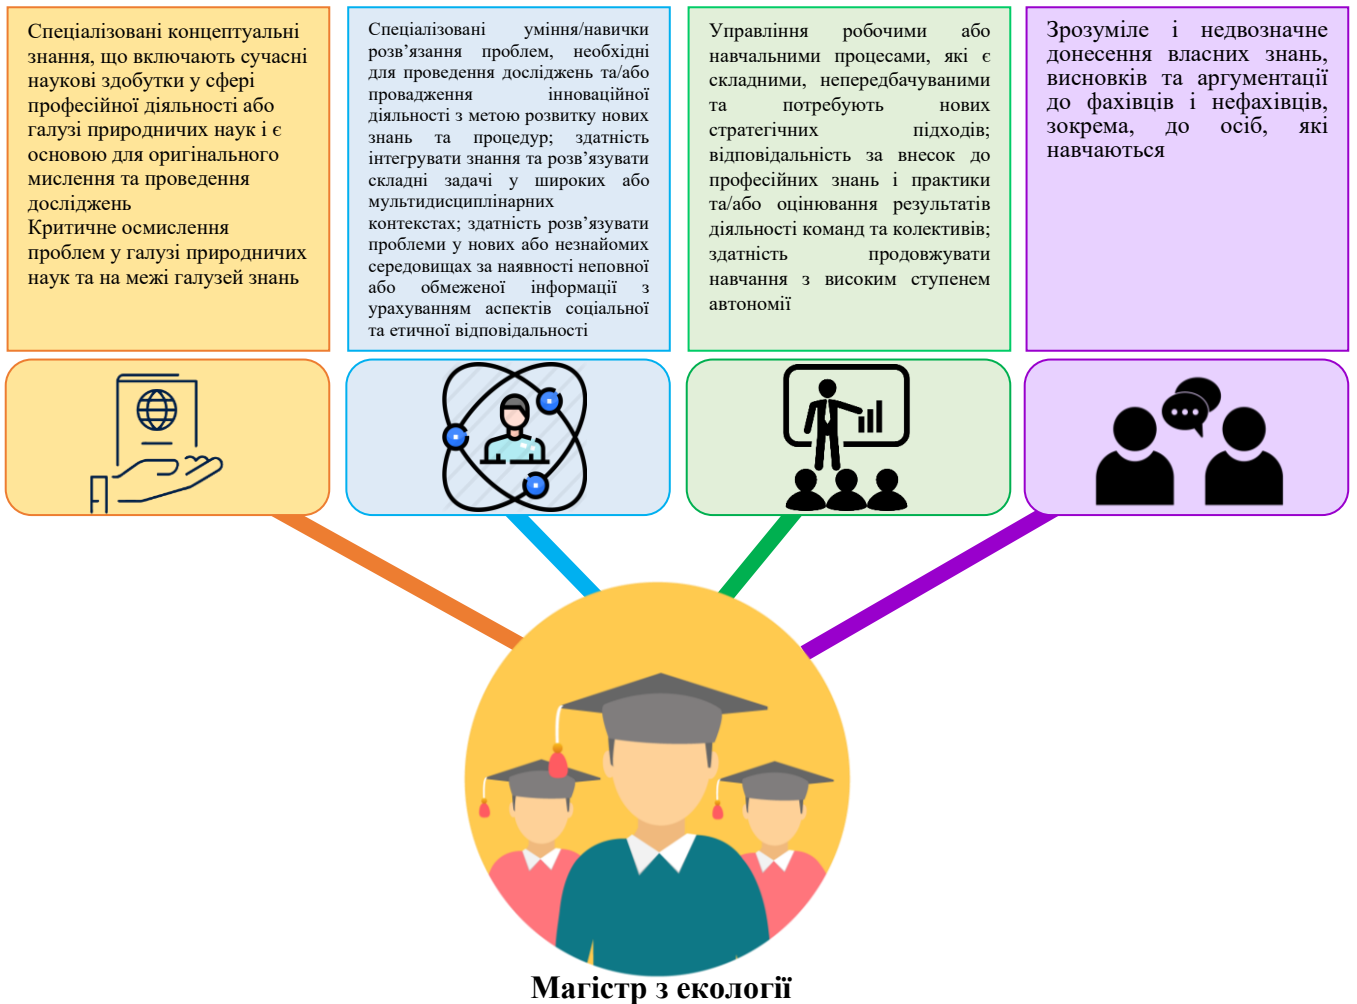 Спеціалізовані концептуальні
знання, що включають сучасні
наукові здобутки у сфері
професійної діяльності або
галузі природничих наук і є
основою для оригінального
мислення та проведення
досліджень
Критичне осмислення
проблем у галузі природничих
наук та на межі галузей знань
Спеціалізовані уміння/навички
розв’язання проблем, необхідні
для проведення досліджень та/або
провадження інноваційної
діяльності з метою розвитку нових
знань та процедур; здатність
інтегрувати знання та розв’язувати
складні задачі у широких або
мультидисциплінарних
контекстах; здатність розв’язувати
проблеми у нових або незнайомих
середовищах за наявності неповної
або обмеженої інформації з
урахуванням аспектів соціальної
та етичної відповідальності
Управління робочими або
навчальними процесами, які є
складними, непередбачуваними
та потребують нових
стратегічних підходів;
відповідальність за внесок до
професійних знань і практики
та/або оцінювання результатів
діяльності команд та колективів;
здатність продовжувати
навчання з високим ступенем
автономії
Зрозуміле і недвозначне
донесення власних знань,
висновків та аргументації
до фахівців і нефахівців,
зокрема, до осіб, які
навчаються
Магістр з екології